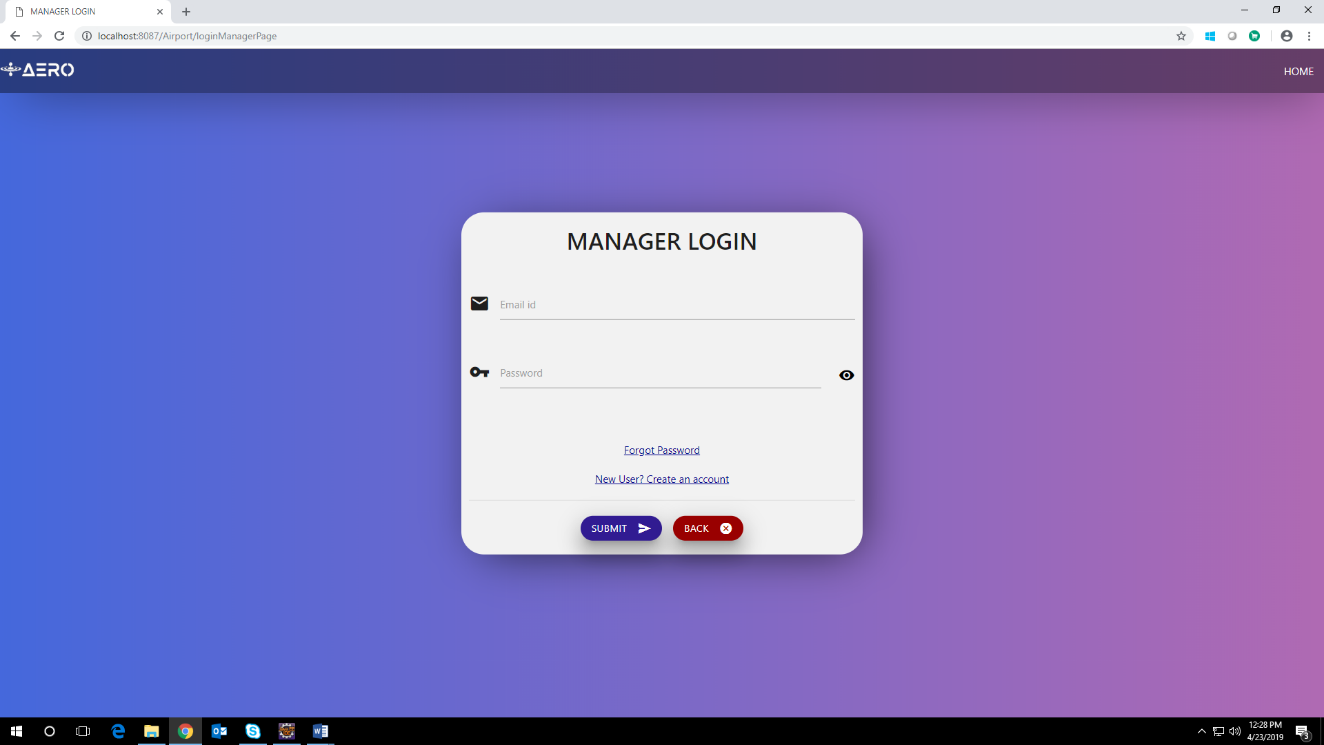 MANAGER LOGIN
localhost:8087/Airport/loginManagerPage
AERO
HOME
MANAGER LOGIN
Email id
Password
Forgot Password
New User? Create an account
SUBMIT
BACK
12:28 PM
4/23/2019
3